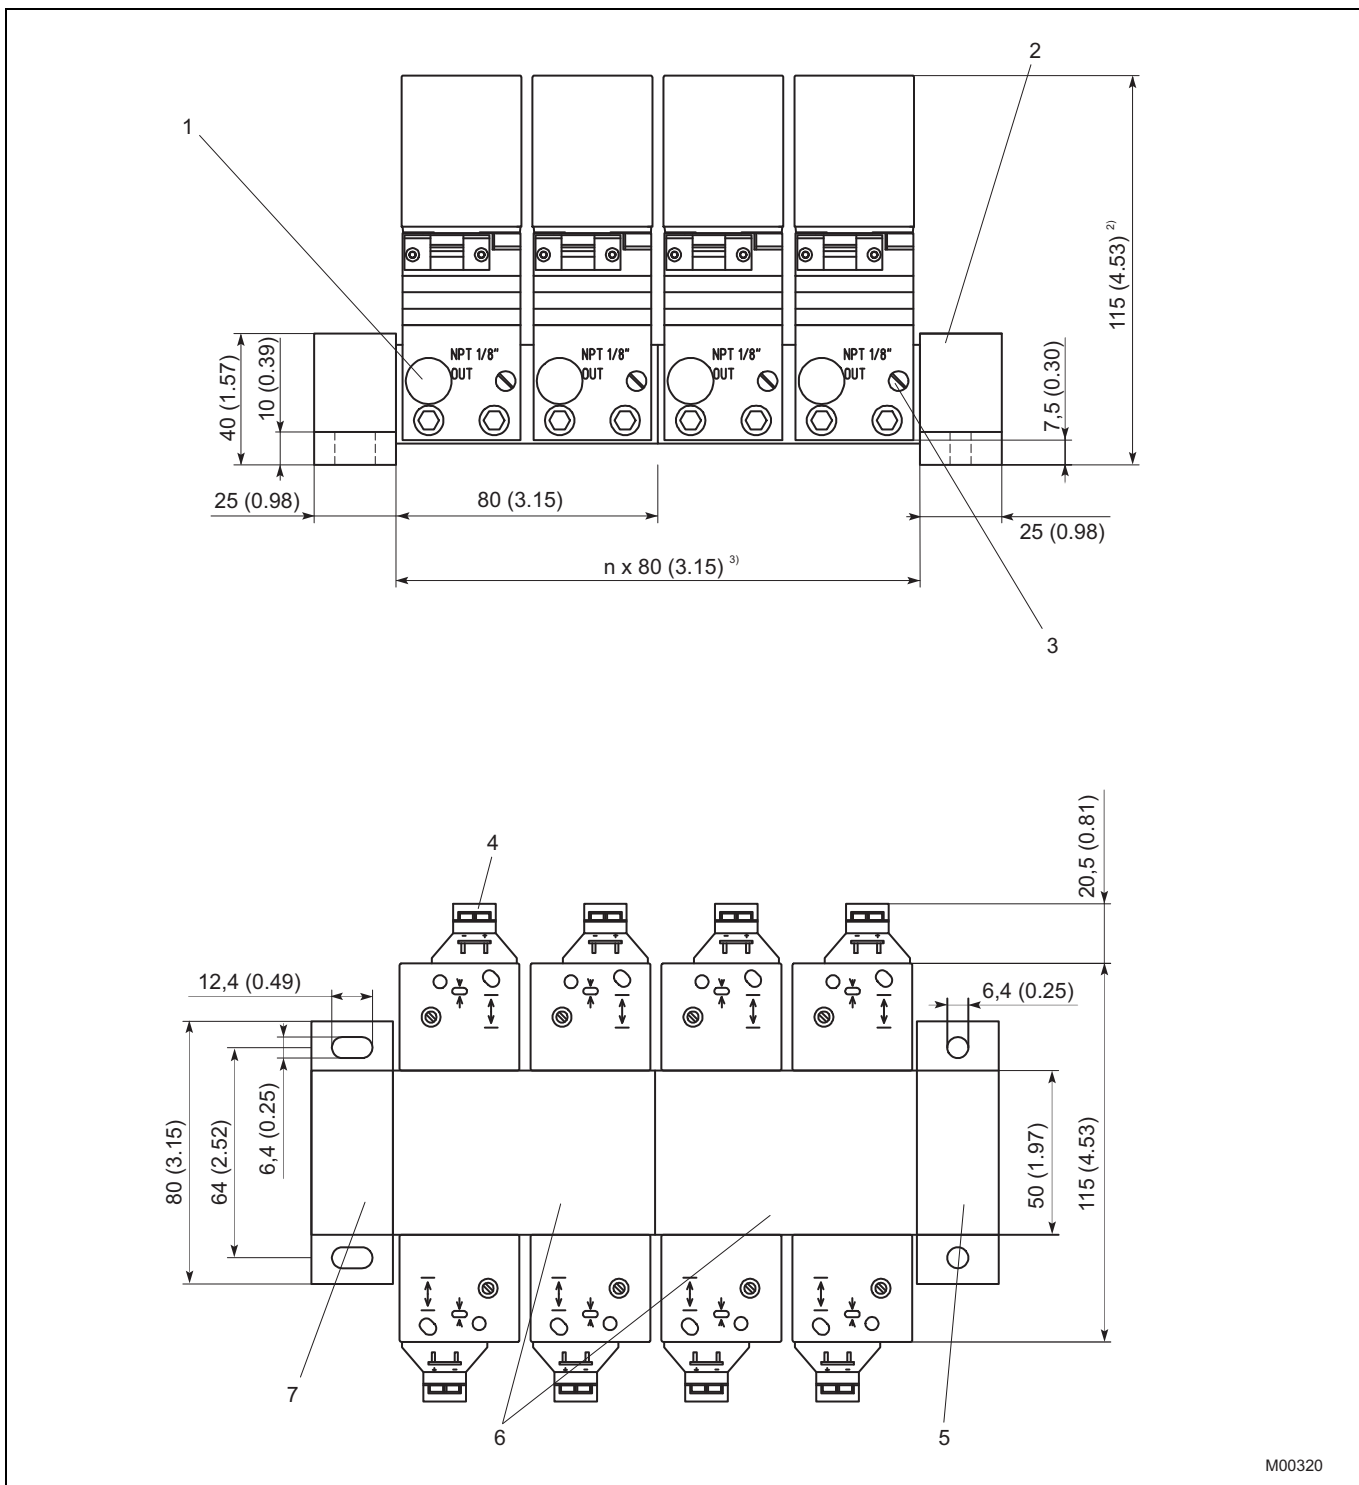 2
1
115 (4.53) 2)
40 (1.57)
10 (0.39)
7,5 (0.30)
NPT 1/8"
OUT
NPT 1/8"
OUT
NPT 1/8"
OUT
NPT 1/8"
OUT
25 (0.98)
80 (3.15)
25 (0.98)
n x 80 (3.15) 3)
3
20,5 (0.81)
4
- +
- +
- +
- +
12,4 (0.49)
6,4 (0.25)
80 (3.15)
64 (2.52)
6,4 (0.25)
50 (1.97)
115 (4.53)
+ -
+ -
+ -
+ -
7
6
5
M00320